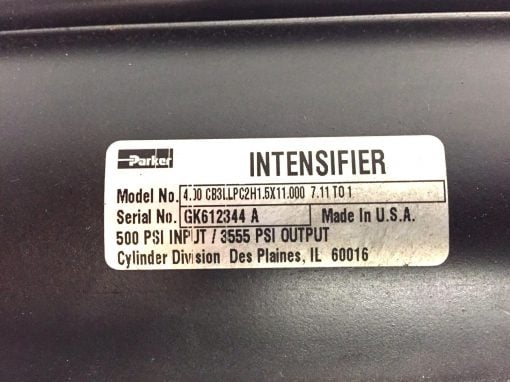 Parker INTENSIFIER
Model No. 4.00 CB3LLPC2H1.5X11.000 7.11 TO 1
Serial No. GK612344 A Made In U.S.A.
500 PSI INPUT / 3555 PSI OUTPUT
Cylinder Division Des Plaines, IL 60016